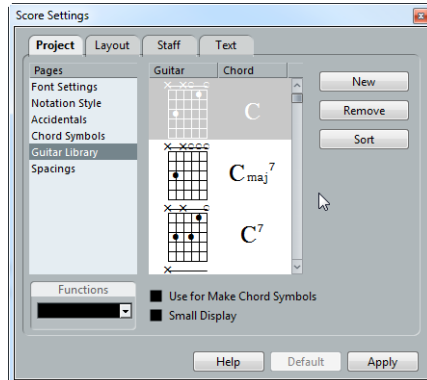 Score Settings
Project Layout Staff Text
Pages
Font Settings
Notation Style
Accidentals
Chord Symbols
Guitar Library
Spacings
Functions
Guitar Chord
C
Cmaj7
C7
Use for Make Chord Symbols
Small Display
New
Remove
Sort
Help Default Apply